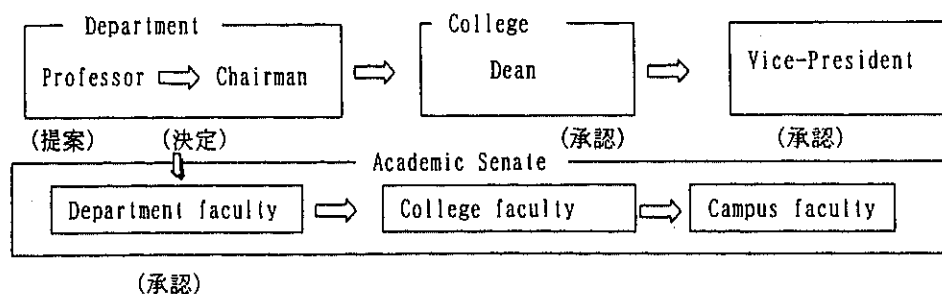 Department
College
Professor
Chairman
Dean
Vice-President
(提案)
(決定)
(承認)
(承認)
Academic Senate
Department faculty
College faculty
Campus faculty
(承認)